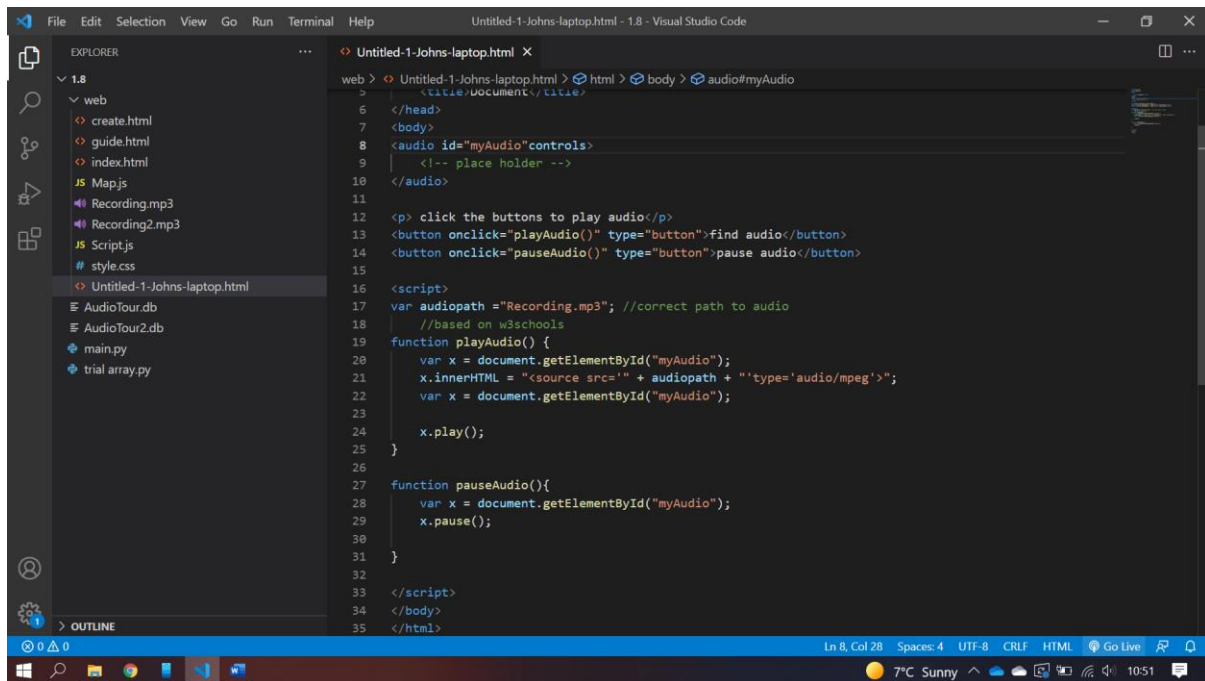 File Edit Selection View Go Run Terminal Help Untitled-1-Johns-laptop.html - 1.8 - Visual Studio Code
EXPLORER
1.8
web
create.html
guide.html
index.html
JS Map.js
Recording.mp3
Recording2.mp3
JS Script.js
# style.css
Untitled-1-Johns-laptop.html
AudioTour.db
AudioTour2.db
main.py
trial array.py
OUTLINE
Untitled-1-Johns-laptop.html
web > Untitled-1-Johns-laptop.html > html > body > audio#myAudio
5 <title>Document</title>
6 </head>
7 <body>
8 <audio id="myAudio"controls>
9 <!-- place holder -->
10 </audio>
11
12 <p> click the buttons to play audio</p>
13 <button onclick="playAudio()" type="button">find audio</button>
14 <button onclick="pauseAudio()" type="button">pause audio</button>
15
16 <script>
17 var audiopath ="Recording.mp3"; //correct path to audio
18 //based on w3schools
19 function playAudio() {
20 var x = document.getElementById("myAudio");
21 x.innerHTML = "<source src='" + audiopath + "'type='audio/mpeg'>";
22 var x = document.getElementById("myAudio");
23
24 x.play();
25 }
26
27 function pauseAudio(){
28 var x = document.getElementById("myAudio");
29 x.pause();
30
31 }
32
33 </script>
34 </body>
35 </html>
1
0 0 Ln 8, Col 28 Spaces: 4 UTF-8 CRLF HTML Go Live
W 7°C Sunny 10:51